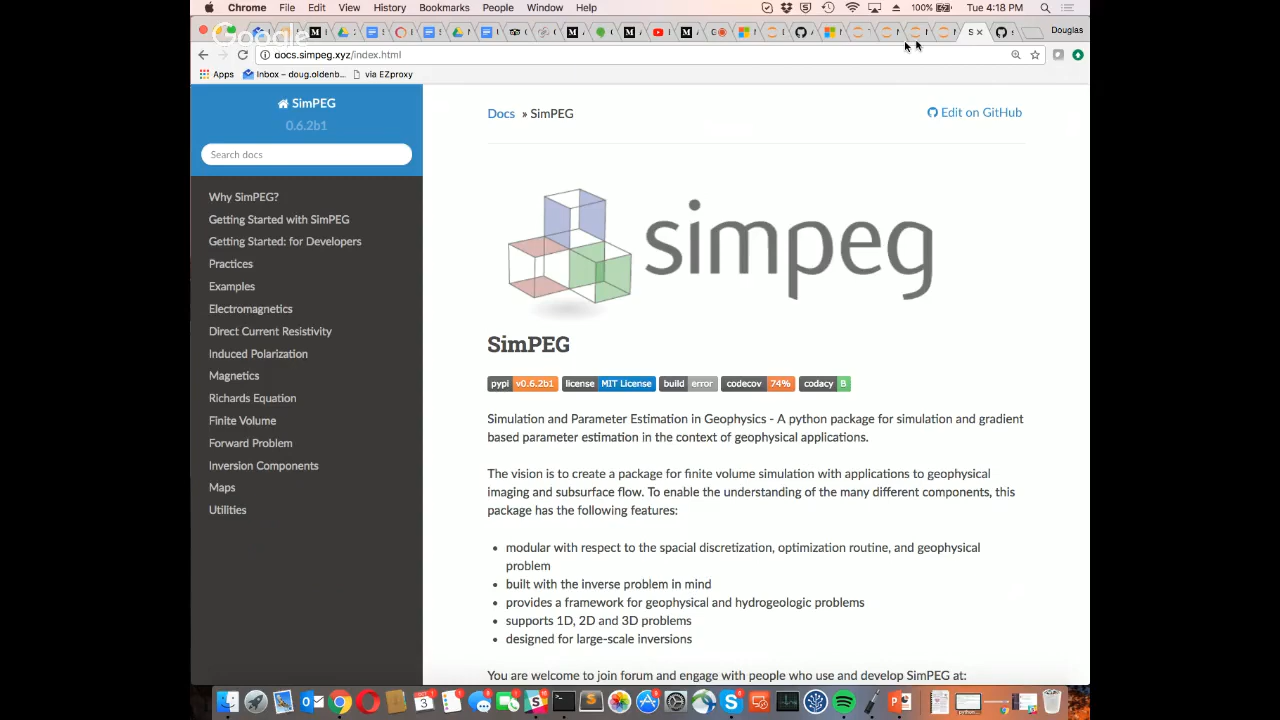 Chrome File Edit View History Bookmarks People Window Help 100% Tue 4:18 PM
Google
Douglas
docs.simpeg.xyz/index.html
Apps Inbox – doug.oldenb... via EZproxy
SimPEG
0.6.2b1
Search docs
Why SimPEG?
Getting Started with SimPEG
Getting Started: for Developers
Practices
Examples
Electromagnetics
Direct Current Resistivity
Induced Polarization
Magnetics
Richards Equation
Finite Volume
Forward Problem
Inversion Components
Maps
Utilities
Docs » SimPEG
Edit on GitHub
simpeg
SimPEG
pypi v0.6.2b1 license MIT License build error codecov 74% codacy B
Simulation and Parameter Estimation in Geophysics - A python package for simulation and gradient
based parameter estimation in the context of geophysical applications.
The vision is to create a package for finite volume simulation with applications to geophysical
imaging and subsurface flow. To enable the understanding of the many different components, this
package has the following features:
• modular with respect to the spacial discretization, optimization routine, and geophysical
problem
• built with the inverse problem in mind
• provides a framework for geophysical and hydrogeologic problems
• supports 1D, 2D and 3D problems
• designed for large-scale inversions
You are welcome to join forum and engage with people who use and develop SimPEG at: